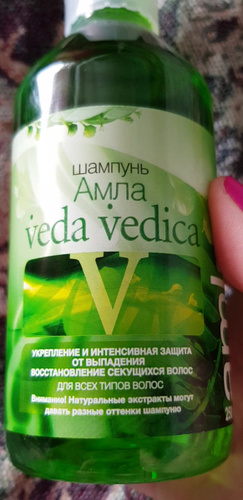 шампунь
Амла
veda vedica
V
УКРЕПЛЕНИЕ И ИНТЕНСИВНАЯ ЗАЩИТА
ОТ ВЫПАДЕНИЯ
ВОССТАНОВЛЕНИЕ СЕКУЩИХСЯ ВОЛОС
ДЛЯ ВСЕХ ТИПОВ ВОЛОС
Внимание! Натуральные экстракты могут
давать разные оттенки шампуню